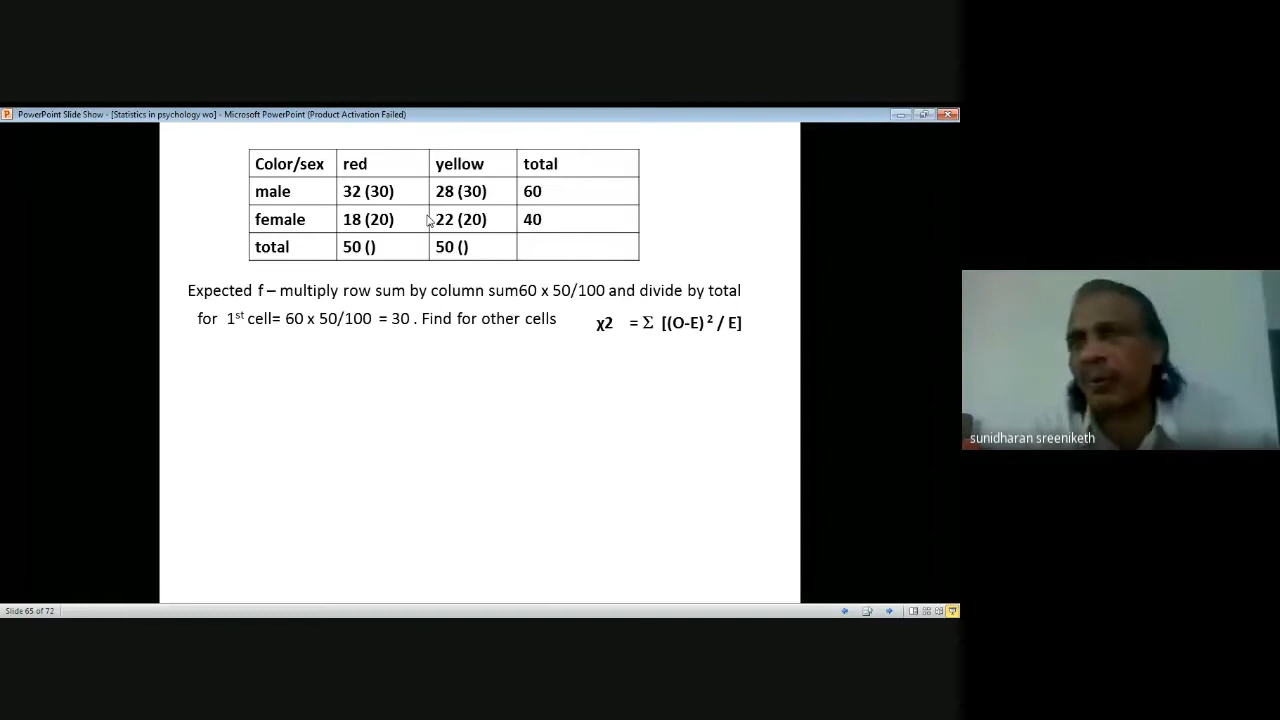 PowerPoint Slide Show - [Statistics in psychology wo] - Microsoft PowerPoint (Product Activation Failed)
Color/sex red yellow total
male 32 (30) 28 (30) 60
female 18 (20) 22 (20) 40
total 50 () 50 ()
Expected f – multiply row sum by column sum60 x 50/100 and divide by total
for 1st cell= 60 x 50/100 = 30 . Find for other cells χ2 = Σ [(O-E) 2 / E]
sunidharan sreeniketh
Slide 65 of 72